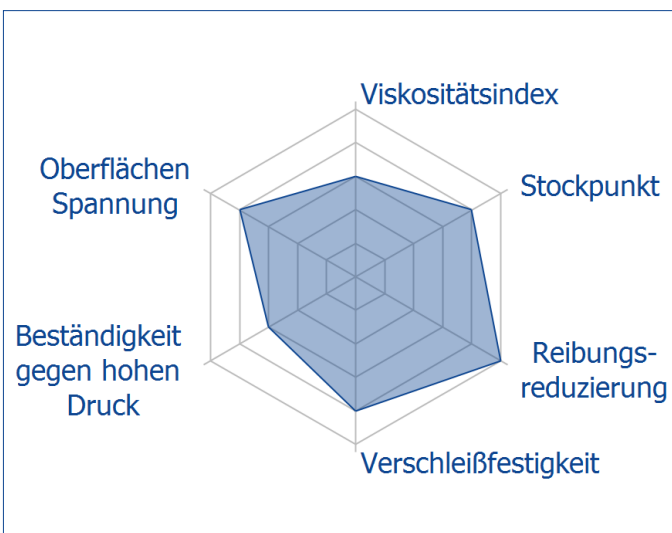 Viskositätsindex
Oberflächen
Spannung
Stockpunkt
Beständigkeit
gegen hohen
Druck
Reibungs-
reduzierung
Verschleißfestigkeit